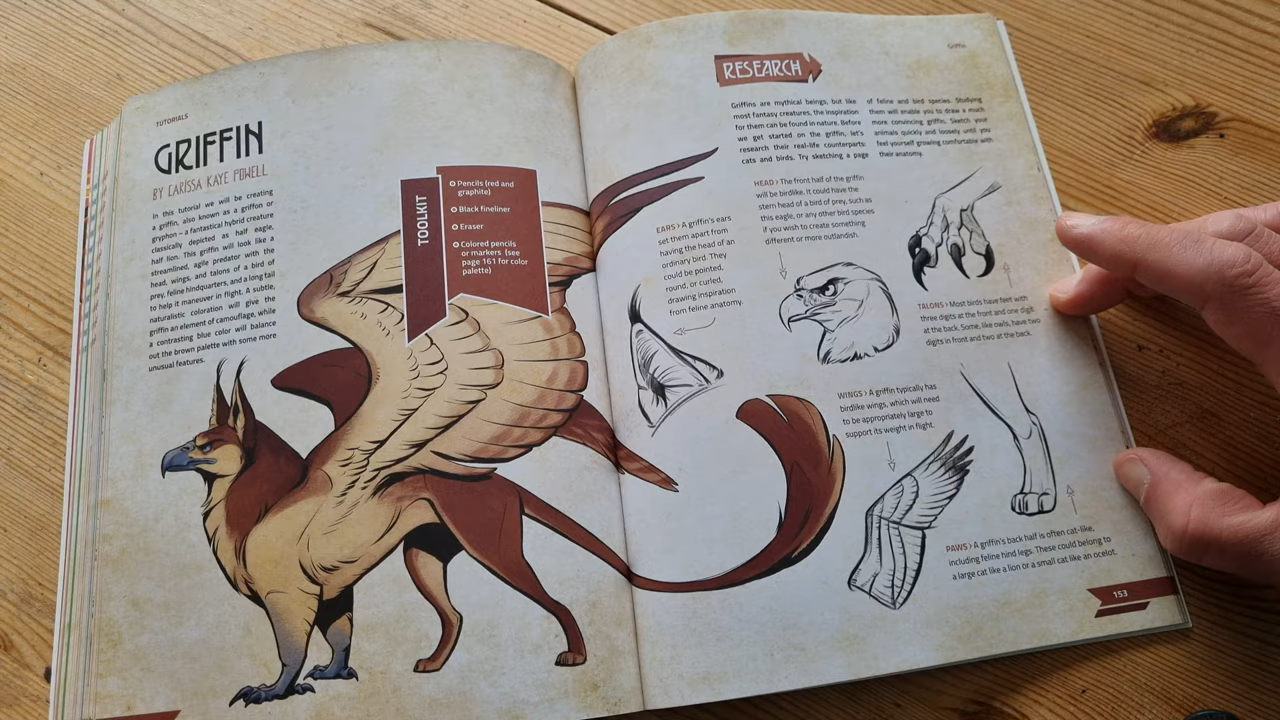 TUTORIALS
GRIFFIN
BY CARISSA KAYE POWELL
In this tutorial we will be creating
a griffin, also known as a griffon or
gryphon – a fantastical hybrid creature
classically depicted as half eagle,
half lion. This griffin will look like a
streamlined, agile predator with the
head, wings, and talons of a bird of
prey, feline hindquarters, and a long tail
to help it maneuver in flight. A subtle,
naturalistic coloration will give the
griffin an element of camouflage, while
a contrasting blue color will balance
out the brown palette with some more
unusual features.
TOOLKIT
Pencils (red and
graphite)
Black fineliner
Eraser
Colored pencils
or markers (see
page 161 for color
palette)
Griffin
RESEARCH
Griffins are mythical beings, but like
most fantasy creatures, the inspiration
for them can be found in nature. Before
we get started on the griffin, let's
research their real-life counterparts:
cats and birds. Try sketching a page
of feline and bird species. Studying
them will enable you to draw a much
more convincing griffin. Sketch your
animals quickly and loosely until you
feel yourself growing comfortable with
their anatomy.
HEAD › The front half of the griffin
will be birdlike. It could have the
stern head of a bird of prey, such as
this eagle, or any other bird species
if you wish to create something
different or more outlandish.
EARS › A griffin's ears
set them apart from
having the head of an
ordinary bird. They
could be pointed,
round, or curled,
drawing inspiration
from feline anatomy.
TALONS › Most birds have feet with
three digits at the front and one digit
at the back. Some, like owls, have two
digits in front and two at the back.
WINGS › A griffin typically has
birdlike wings, which will need
to be appropriately large to
support its weight in flight.
PAWS › A griffin's back half is often cat-like,
including feline hind legs. These could belong to
a large cat like a lion or a small cat like an ocelot.
153